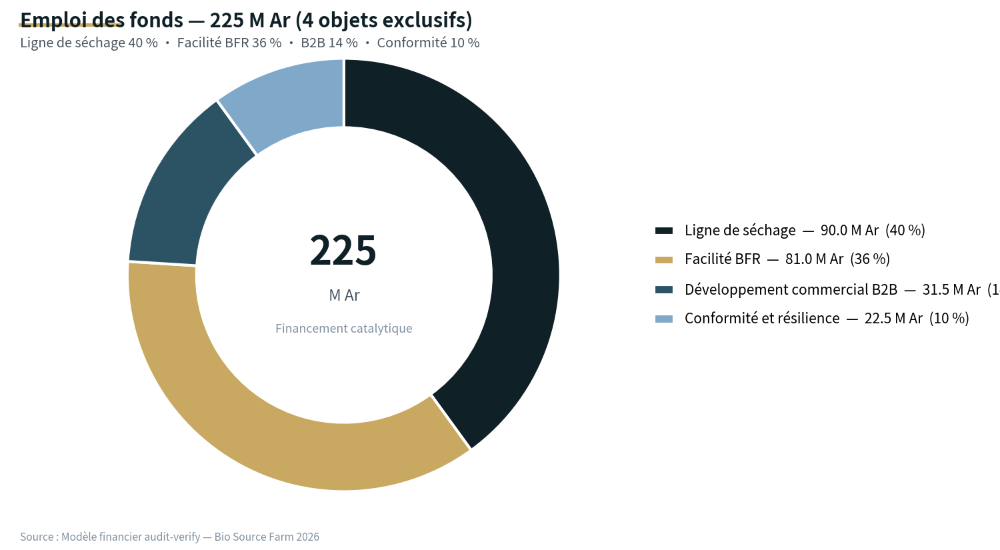 Emploi des fonds — 225 M Ar (4 objets exclusifs)
Ligne de séchage 40 % • Facilité BFR 36 % • B2B 14 % • Conformité 10 %
225
M Ar
Financement catalytique
Ligne de séchage — 90.0 M Ar (40 %)
Facilité BFR — 81.0 M Ar (36 %)
Développement commercial B2B — 31.5 M Ar
Conformité et résilience — 22.5 M Ar (10 %)
Source : Modèle financier audit-verify — Bio Source Farm 2026